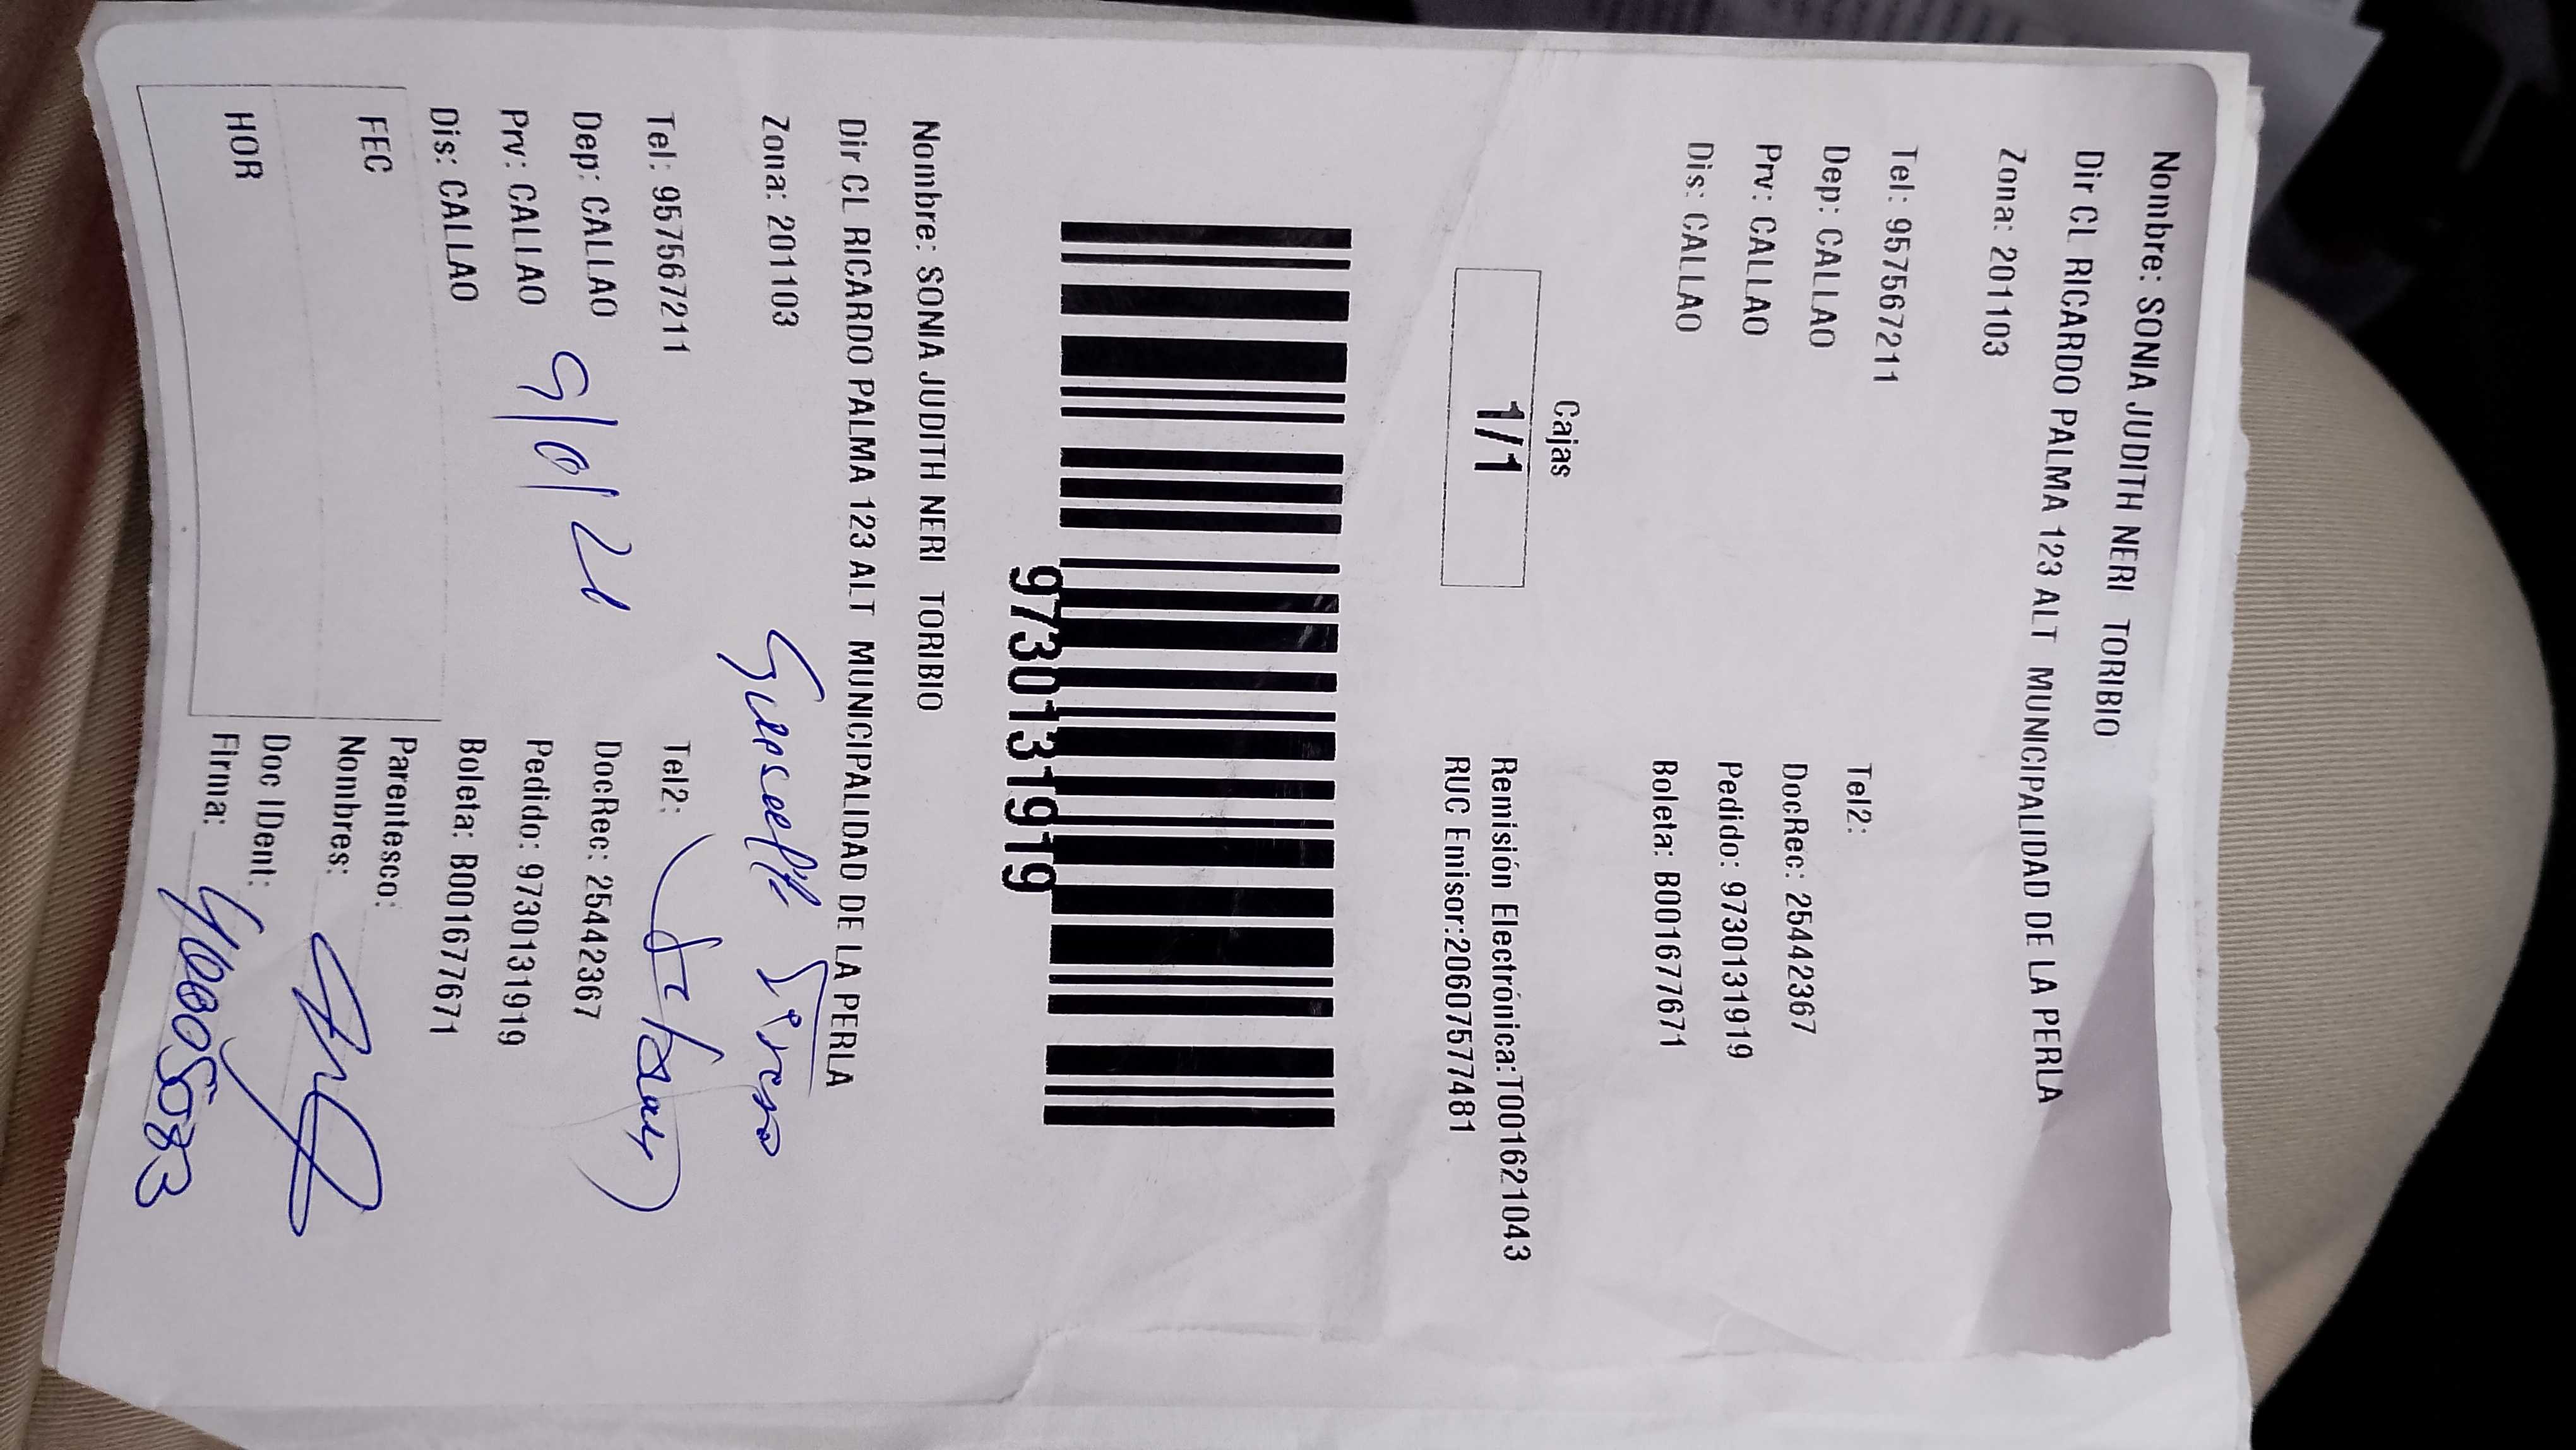 Nombre: SONIA JUDITH NERI TORIBIO
Dir CL RICARDO PALMA 123 ALT MUNICIPALIDAD DE LA PERLA
Zona: 201103
Tel: 957567211 Tel2:
Dep: CALLAO DocRec: 25442367
Prv: CALLAO Pedido: 9730131919
Dis: CALLAO Boleta: B001677671
Cajas
1/1
Remisión Electrónica:T001621043
RUC Emisor:20607577481
9730131919
Nombre: SONIA JUDITH NERI TORIBIO
Dir CL RICARDO PALMA 123 ALT MUNICIPALIDAD DE LA PERLA
Zona: 201103
Tel: 957567211 Tel2:
Dep: CALLAO DocRec: 25442367
Prv: CALLAO Pedido: 9730131919
Dis: CALLAO Boleta: B001677671
FEC
HOR
Parentesco:
Nombres:
Doc IDent:
Firma: